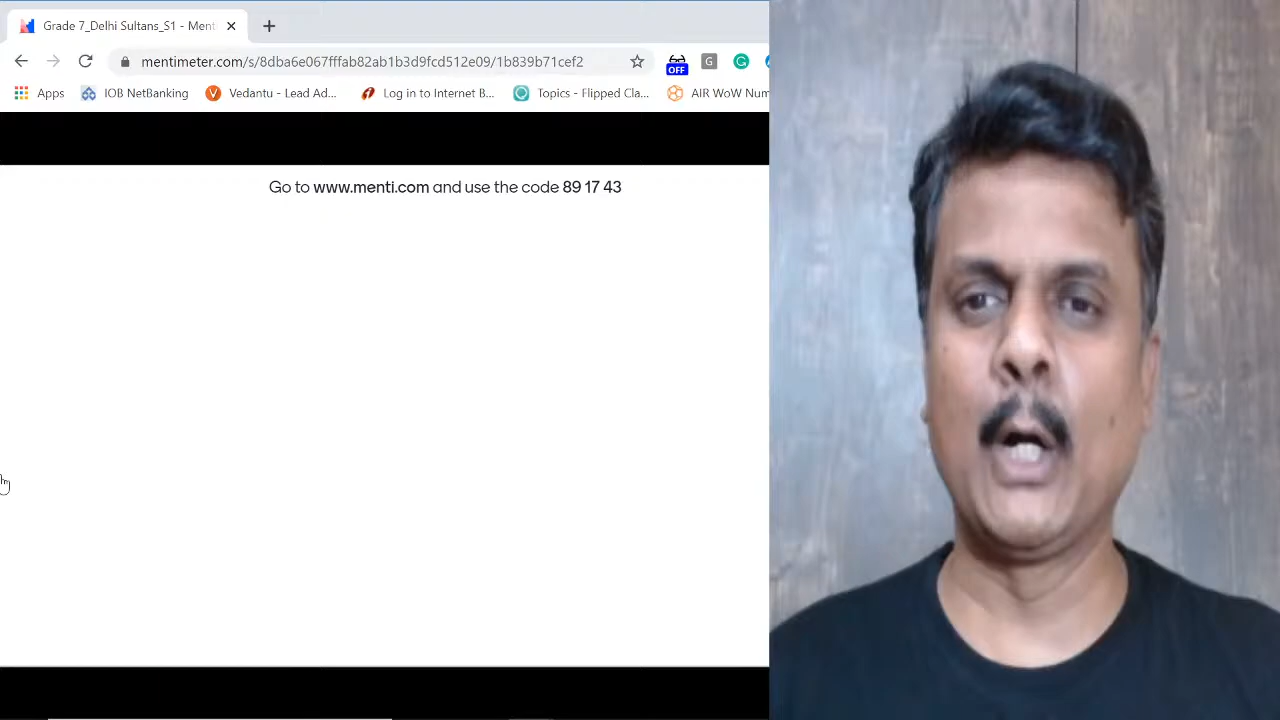 Grade 7_Delhi Sultans_S1 - Ment
mentimeter.com/s/8dba6e067fffab82ab1b3d9fcd512e09/1b839b71cef2
OFF
G
Apps
IOB NetBanking
Vedantu - Lead Ad...
Log in to Internet B...
Topics - Flipped Cla...
AIR WoW Num
Go to www.menti.com and use the code 89 17 43